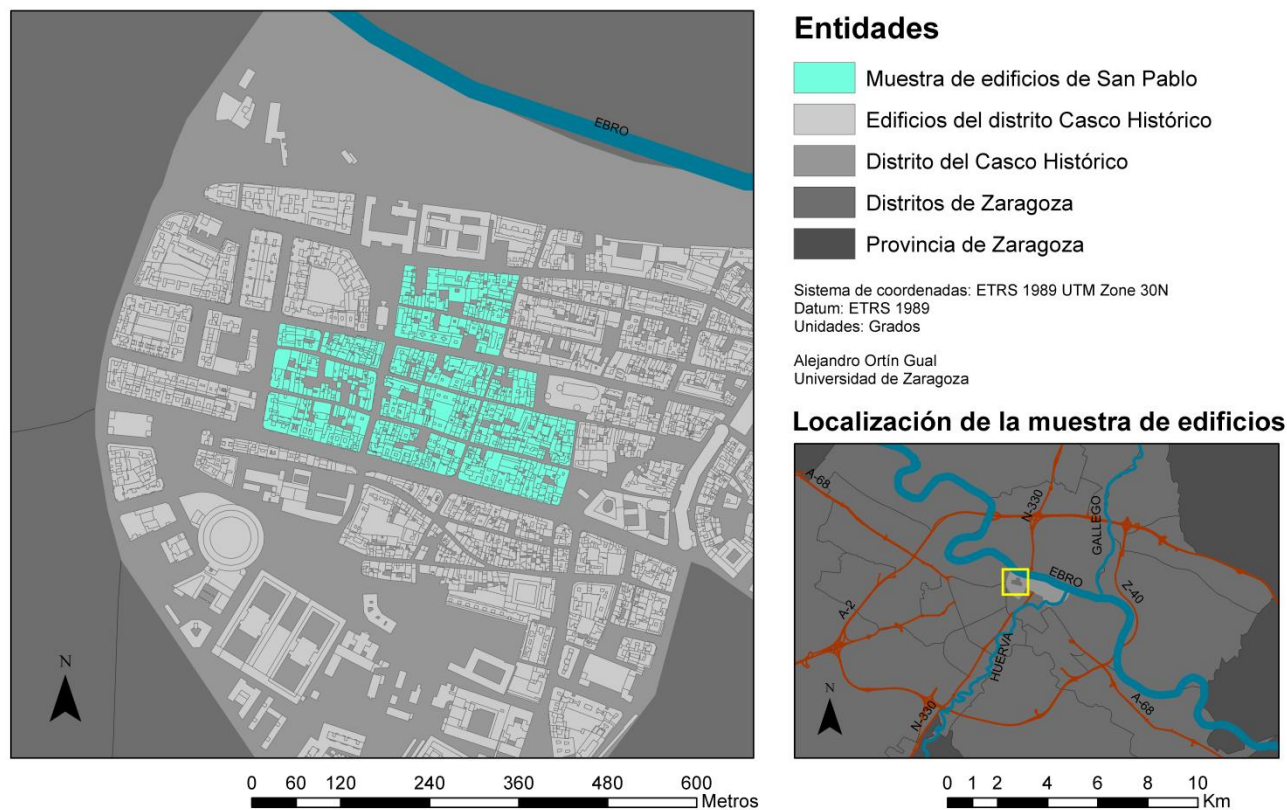 EBRO
N
0 60 120 240 360 480 600
Metros
Entidades
Muestra de edificios de San Pablo
Edificios del distrito Casco Histórico
Distrito del Casco Histórico
Distritos de Zaragoza
Provincia de Zaragoza
Sistema de coordenadas: ETRS 1989 UTM Zone 30N
Datum: ETRS 1989
Unidades: Grados
Alejandro Ortín Gual
Universidad de Zaragoza
Localización de la muestra de edificios
A-68
N-330
GALLEGO
EBRO
Z-40
A-2
HUERVA
N-330
A-68
N
0 1 2 4 6 8 10
Km